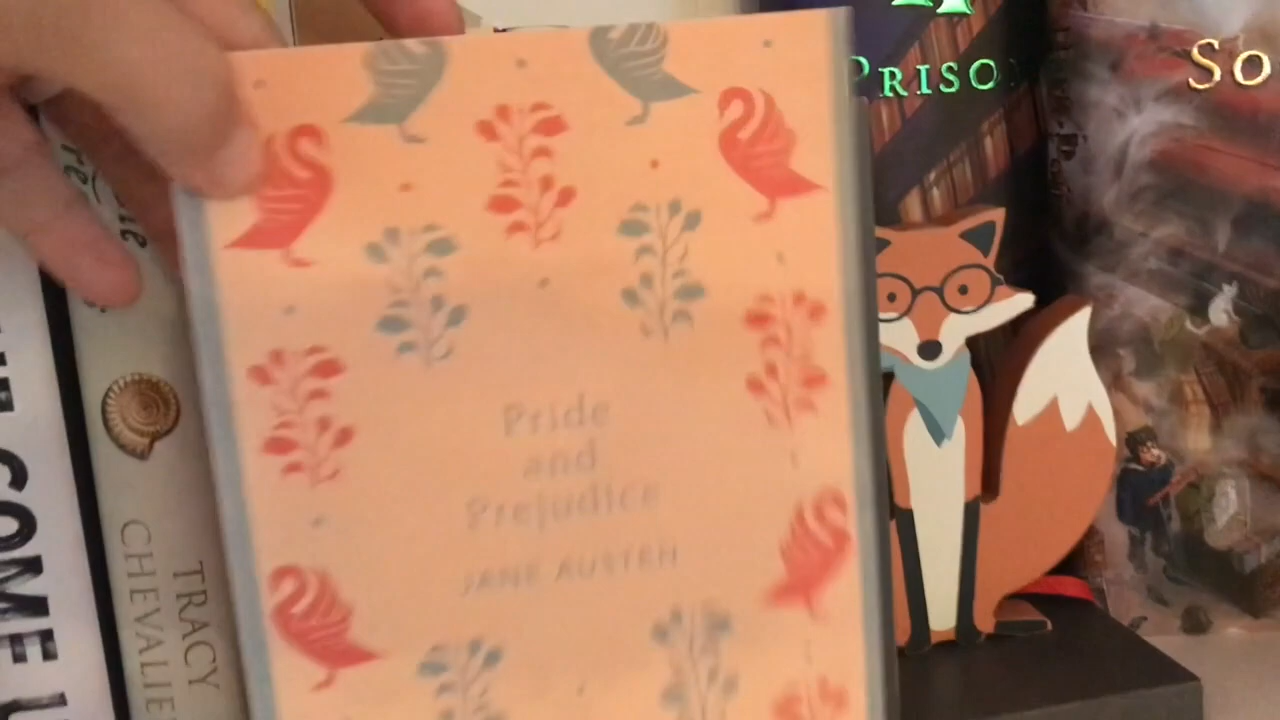 Pride
and
Prejudice
JANE AUSTEN
PRISO
So
TRACY
CHEVALIE
COME